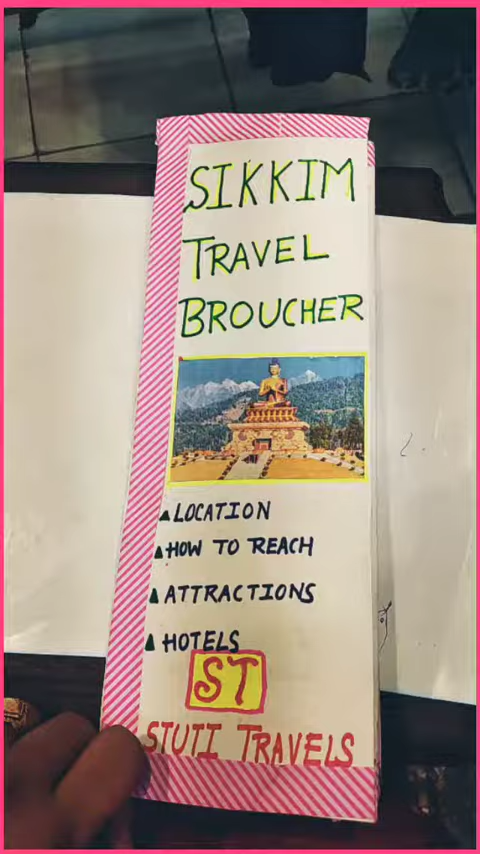 SIKKIM
TRAVEL
BROUCHER
LOCATION
HOW TO REACH
ATTRACTIONS
HOTELS
ST
STUTI TRAVELS